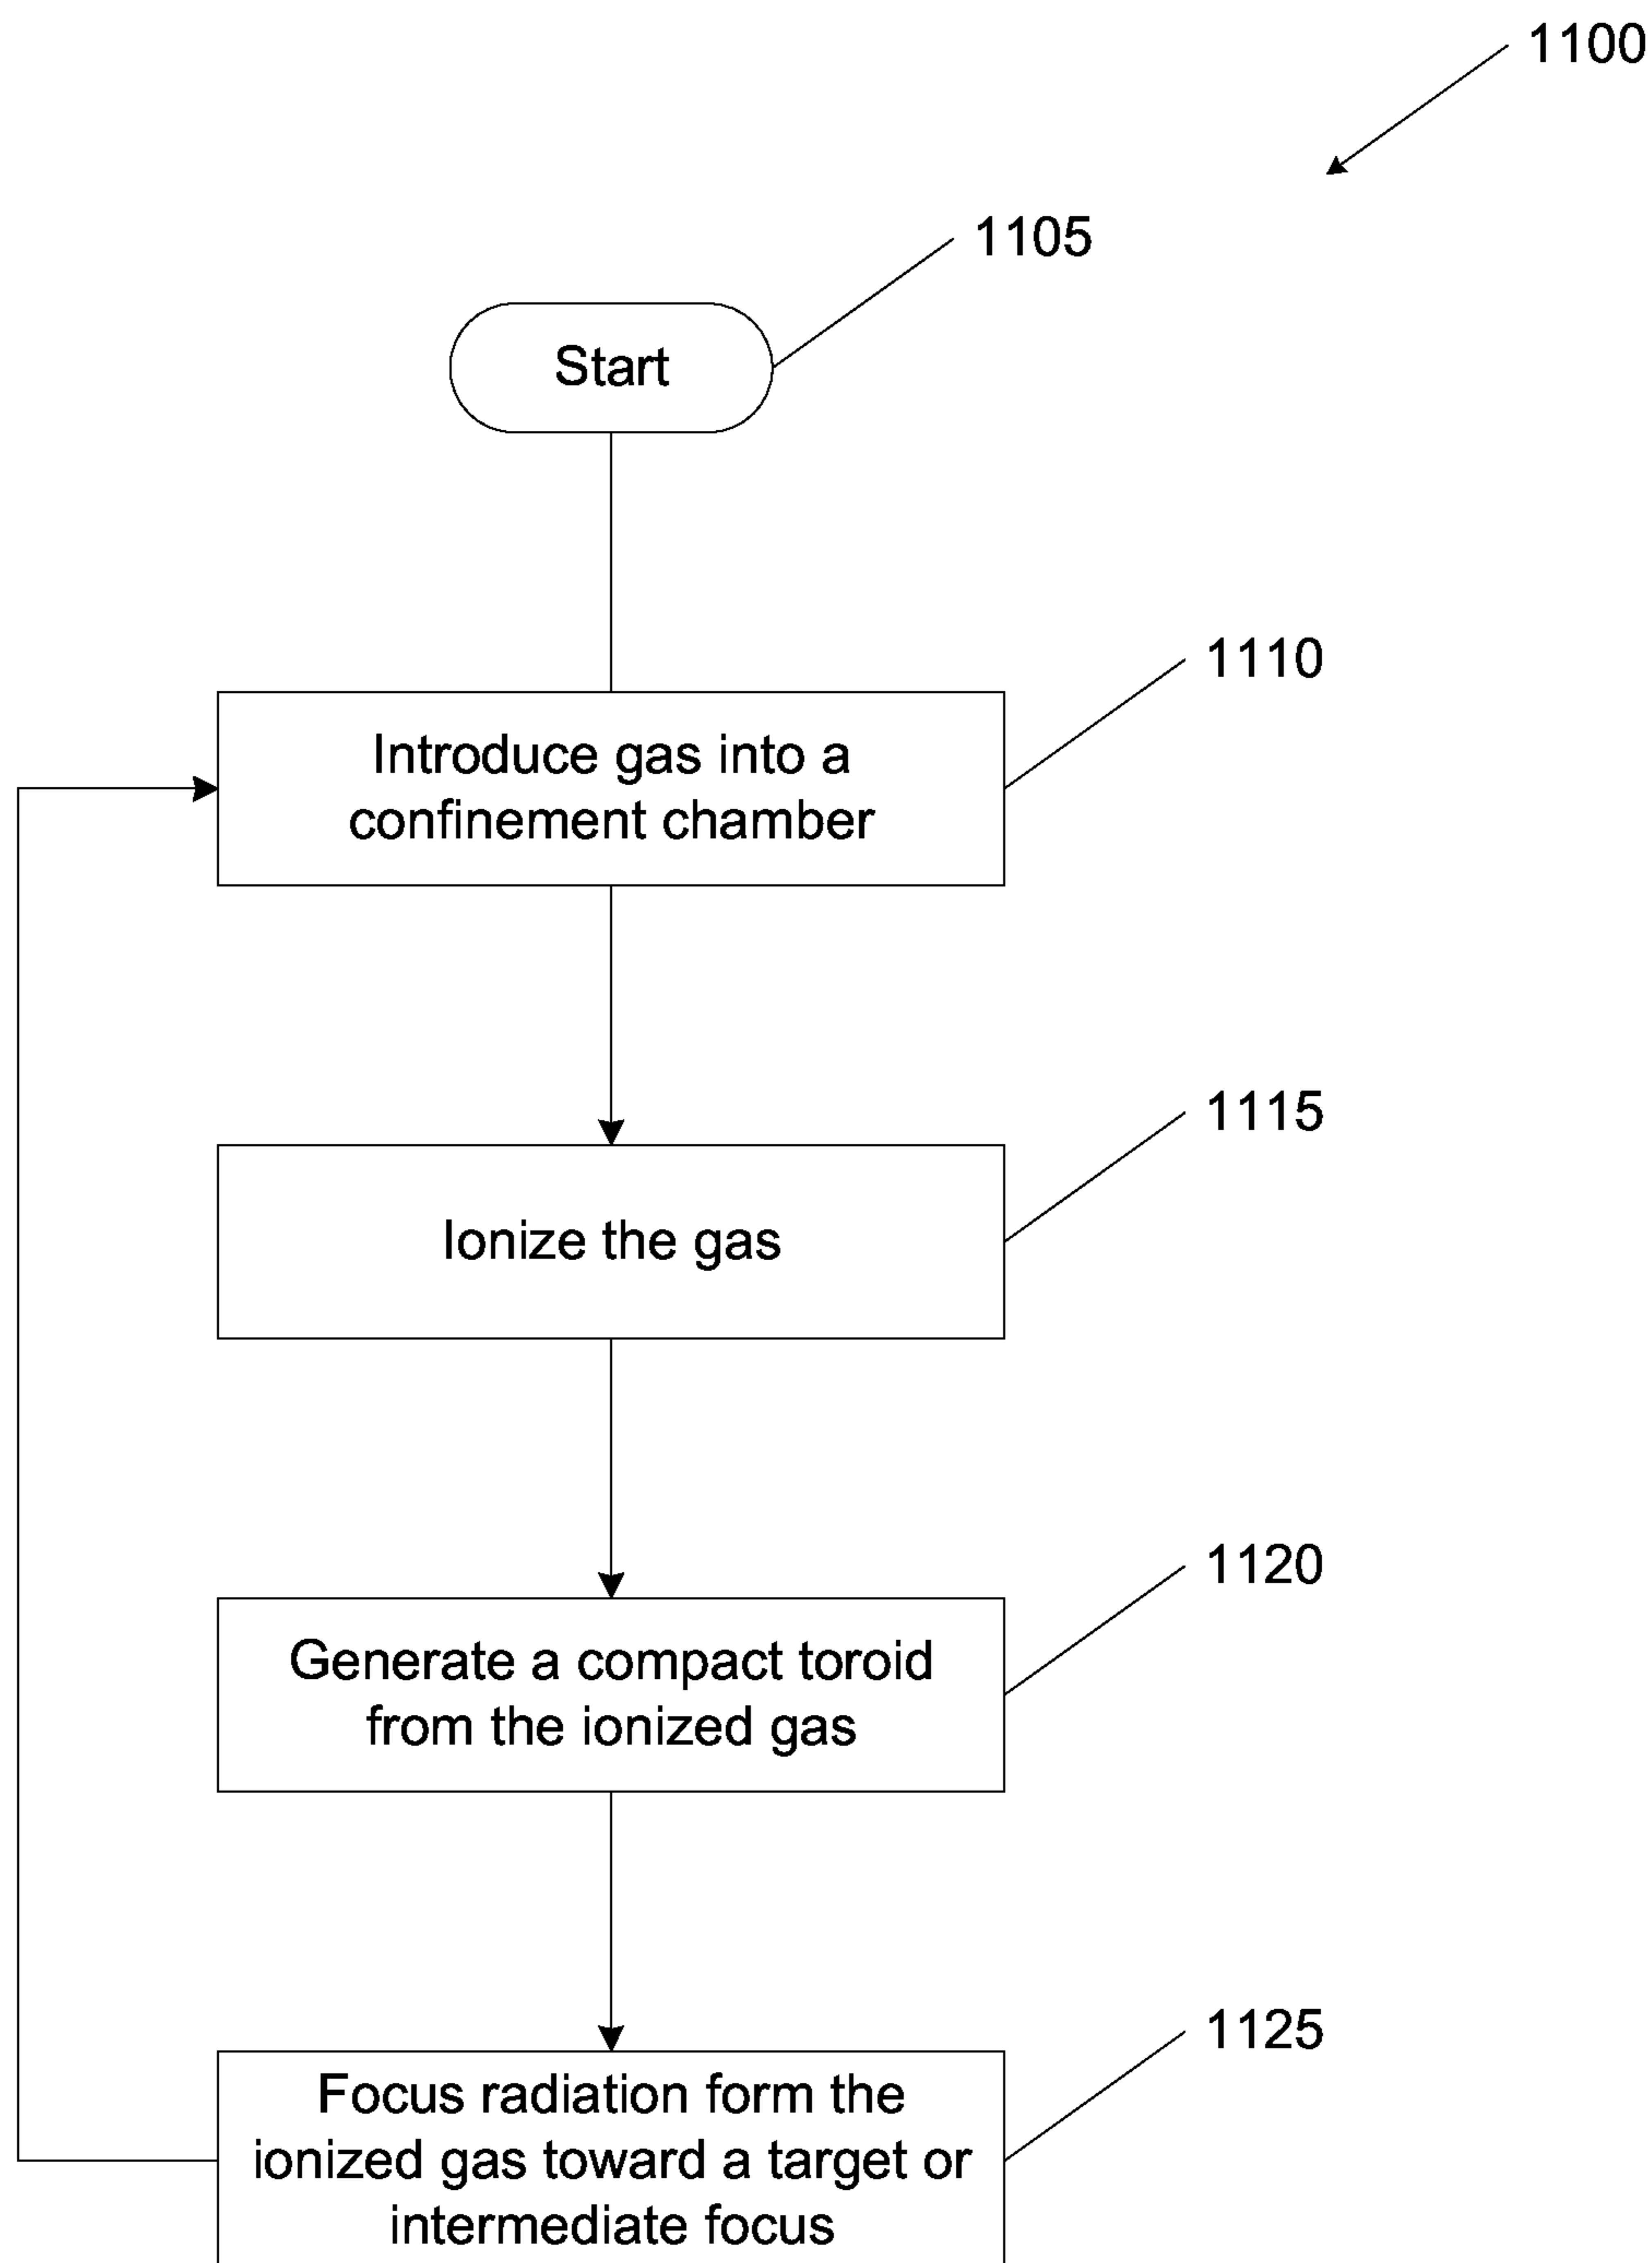 1100
1105
Start
1110
Introduce gas into a
confinement chamber
1115
Ionize the gas
1120
Generate a compact toroid
from the ionized gas
1125
Focus radiation form the
ionized gas toward a target or
intermediate focus